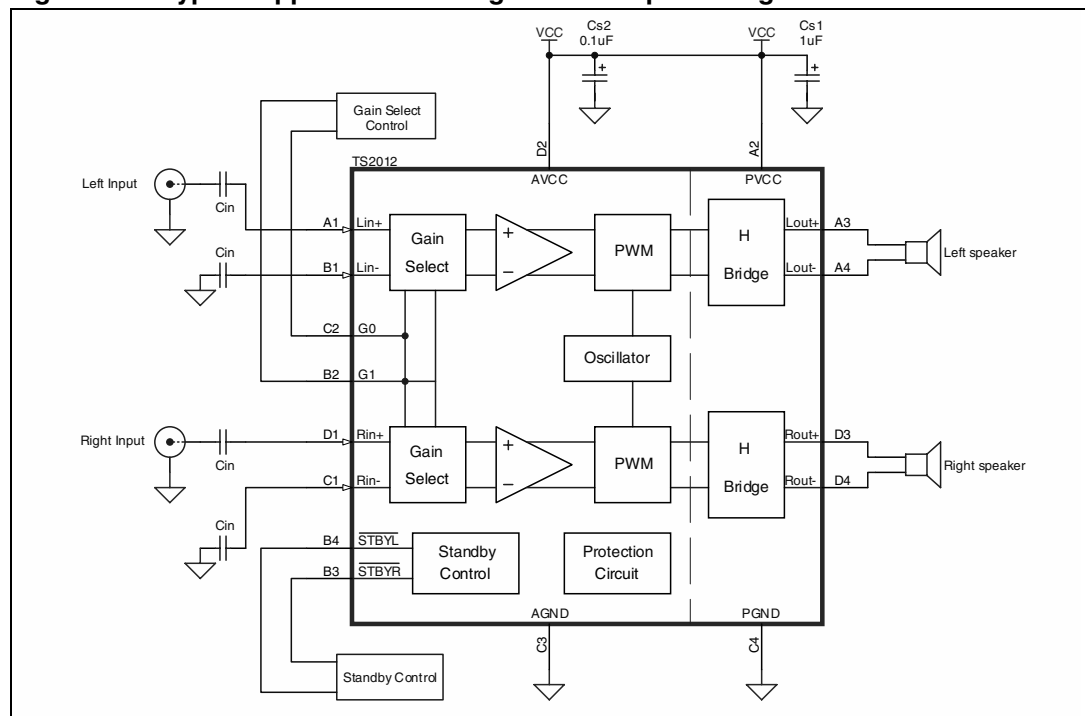 VCC
Cs2
0.1uF
VCC
Cs1
1uF
Gain Select
Control
D2
A2
TS2012
AVCC
PVCC
Left Input
Cin
A1
Lin+
Gain
Select
+
−
PWM
H
Bridge
Lout+
A3
Cin
B1
Lin-
Lout-
A4
Left speaker
C2
G0
Oscillator
B2
G1
Right Input
Cin
D1
Rin+
Gain
Select
+
−
PWM
H
Bridge
Rout+
D3
C1
Rin-
Rout-
D4
Right speaker
Cin
B4
STBYL
Standby
Control
Protection
Circuit
B3
STBYR
AGND
PGND
C3
C4
Standby Control